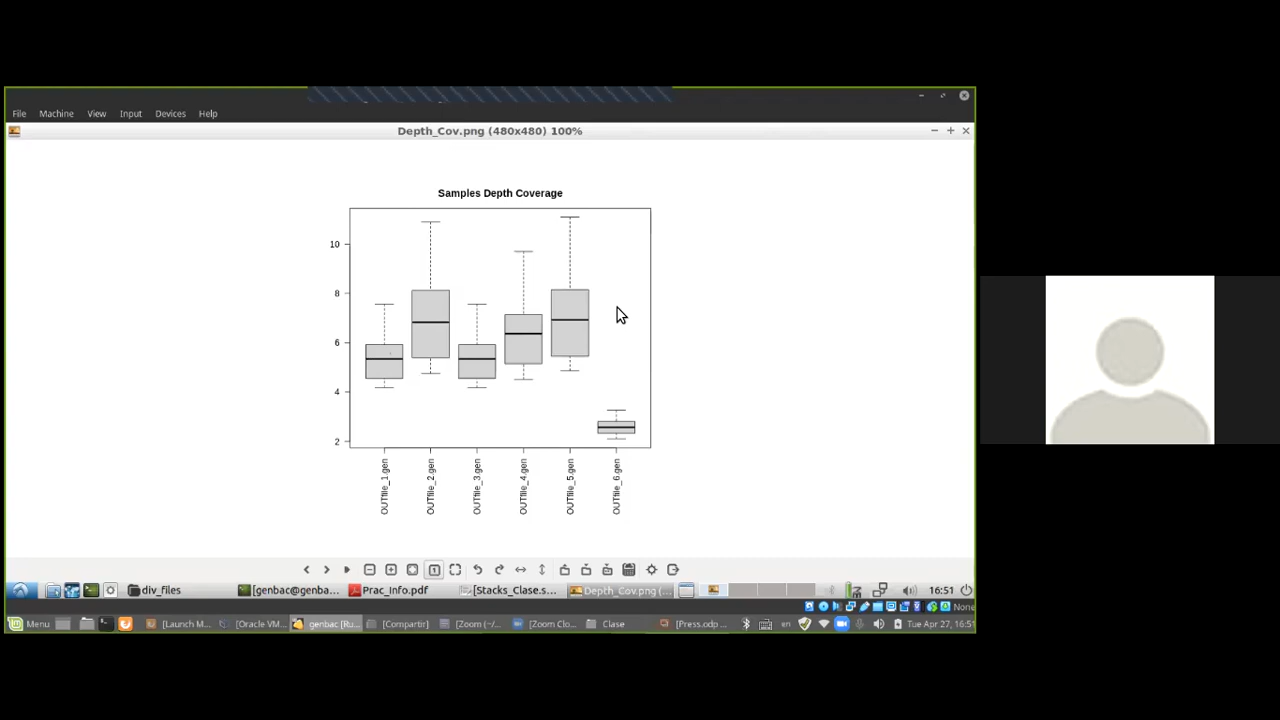 File Machine View Input Devices Help
Depth_Cov.png (480x480) 100%
Samples Depth Coverage
10
8
6
4
2
OUTfile_1.gen
OUTfile_2.gen
OUTfile_3.gen
OUTfile_4.gen
OUTfile_5.gen
OUTfile_6.gen
div_files [genbac@genba... Prac_Info.pdf [Stacks_Clase.s... Depth_Cov.png (... 16:51
None
Menu [Launch M... [Oracle VM... genbac [Ru... [Compartir] [Zoom (~/... [Zoom Clo... Clase [Press.odp ... en Tue Apr 27, 16:51